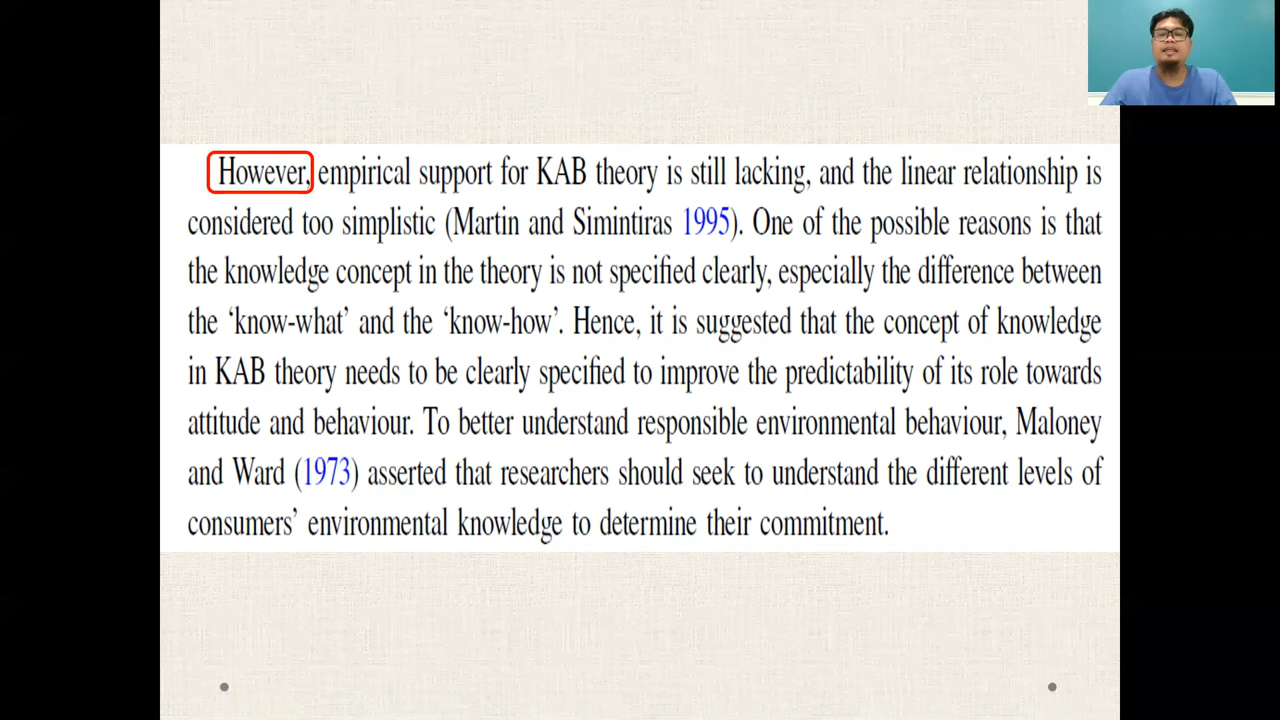 However, empirical support for KAB theory is still lacking, and the linear relationship is
considered too simplistic (Martin and Simintiras 1995). One of the possible reasons is that
the knowledge concept in the theory is not specified clearly, especially the difference between
the ‘know-what’ and the ‘know-how’. Hence, it is suggested that the concept of knowledge
in KAB theory needs to be clearly specified to improve the predictability of its role towards
attitude and behaviour. To better understand responsible environmental behaviour, Maloney
and Ward (1973) asserted that researchers should seek to understand the different levels of
consumers’ environmental knowledge to determine their commitment.